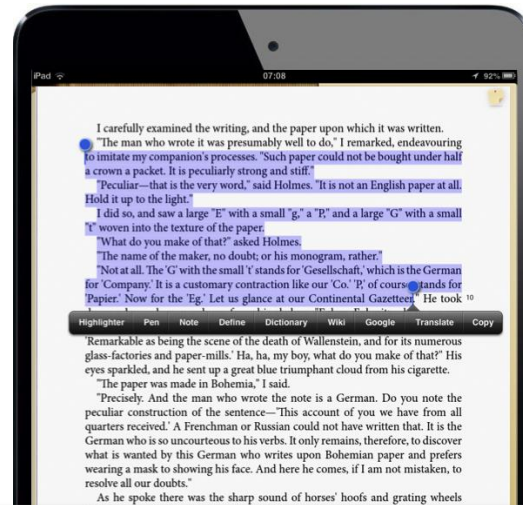 iPad 07:08 92%
I carefully examined the writing, and the paper upon which it was written.
"The man who wrote it was presumably well to do," I remarked, endeavouring
to imitate my companion's processes. "Such paper could not be bought under half
a crown a packet. It is peculiarly strong and stiff."
"Peculiar—that is the very word," said Holmes. "It is not an English paper at all.
Hold it up to the light."
I did so, and saw a large "E" with a small "g," a "P," and a large "G" with a small
"t" woven into the texture of the paper.
"What do you make of that?" asked Holmes.
"The name of the maker, no doubt; or his monogram, rather."
"Not at all. The 'G' with the small 't' stands for 'Gesellschaft,' which is the German
for 'Company.' It is a customary contraction like our 'Co.' 'P,' of course stands for
'Papier.' Now for the 'Eg.' Let us glance at our Continental Gazetteer." He took 10
Highlighter Pen Note Define Dictionary Wiki Google Translate Copy
'Remarkable as being the scene of the death of Wallenstein, and for its numerous
glass-factories and paper-mills.' Ha, ha, my boy, what do you make of that?" His
eyes sparkled, and he sent up a great blue triumphant cloud from his cigarette.
"The paper was made in Bohemia," I said.
"Precisely. And the man who wrote the note is a German. Do you note the
peculiar construction of the sentence—'This account of you we have from all
quarters received.' A Frenchman or Russian could not have written that. It is the
German who is so uncourteous to his verbs. It only remains, therefore, to discover
what is wanted by this German who writes upon Bohemian paper and prefers
wearing a mask to showing his face. And here he comes, if I am not mistaken, to
resolve all our doubts."
As he spoke there was the sharp sound of horses' hoofs and grating wheels